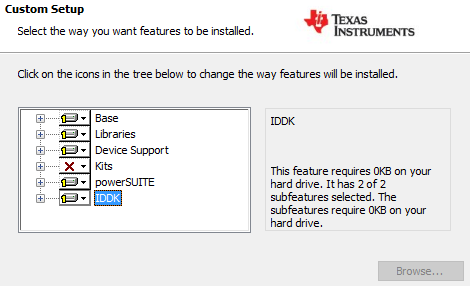 Custom Setup
Select the way you want features to be installed.
TEXAS
INSTRUMENTS
Click on the icons in the tree below to change the way features will be installed.
Base
Libraries
Device Support
Kits
powerSUITE
IDDK
IDDK
This feature requires 0KB on your
hard drive. It has 2 of 2
subfeatures selected. The
subfeatures require 0KB on your
hard drive.
Browse...